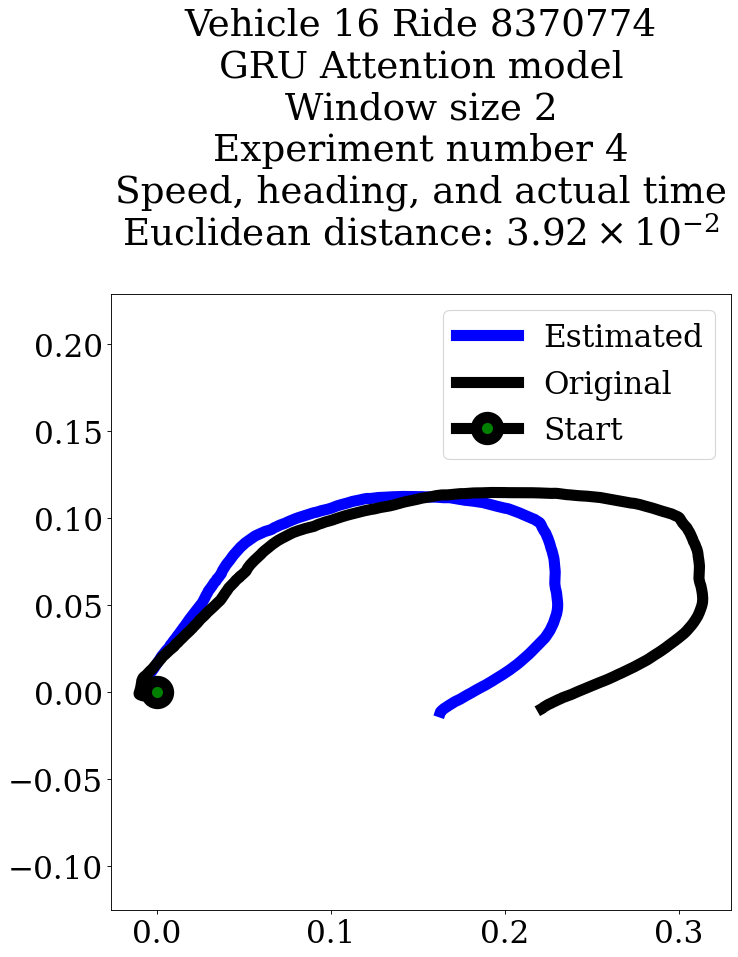 Vehicle 16 Ride 8370774
GRU Attention model
Window size 2
Experiment number 4
Speed, heading, and actual time
Euclidean distance: 3.92 × 10⁻²
Estimated
Original
Start
0.20
0.15
0.10
0.05
0.00
−0.05
−0.10
0.0 0.1 0.2 0.3